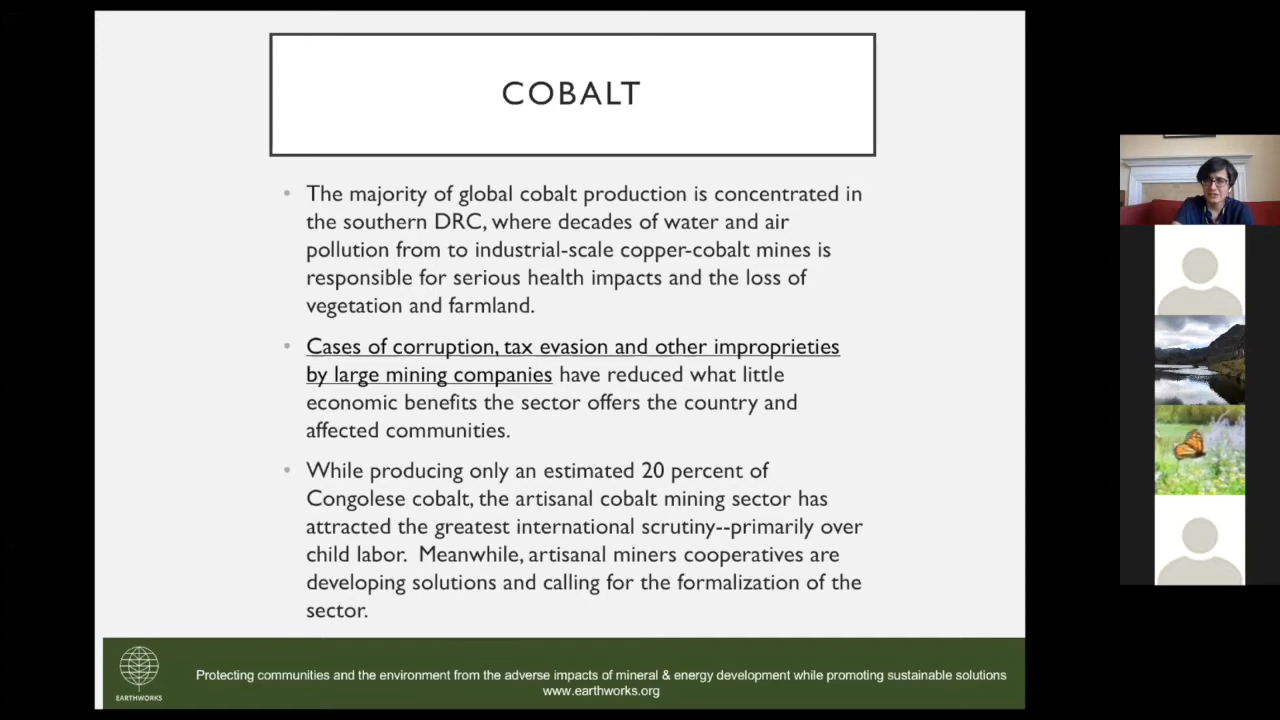 COBALT
The majority of global cobalt production is concentrated in
the southern DRC, where decades of water and air
pollution from to industrial-scale copper-cobalt mines is
responsible for serious health impacts and the loss of
vegetation and farmland.
Cases of corruption, tax evasion and other improprieties
by large mining companies have reduced what little
economic benefits the sector offers the country and
affected communities.
While producing only an estimated 20 percent of
Congolese cobalt, the artisanal cobalt mining sector has
attracted the greatest international scrutiny--primarily over
child labor.  Meanwhile, artisanal miners cooperatives are
developing solutions and calling for the formalization of the
sector.
EARTHWORKS
Protecting communities and the environment from the adverse impacts of mineral & energy development while promoting sustainable solutions
www.earthworks.org